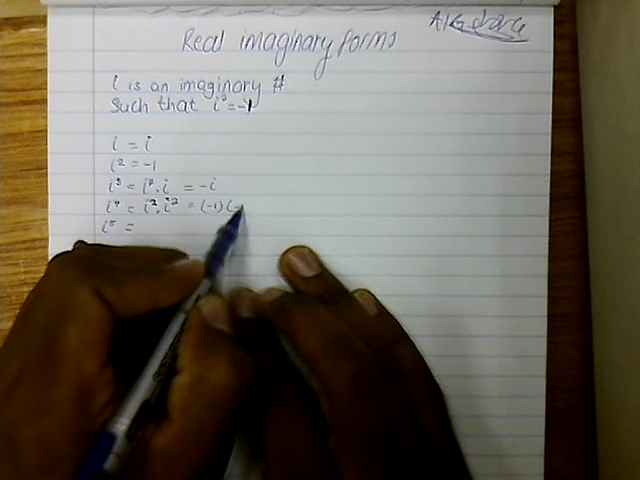 Algebra
Real imaginary forms
i is an imaginary #
Such that i² = -1
i = i
i² = -1
i³ = i².i = -i
i⁴ = i².i² = (-1)(-
i⁵ =